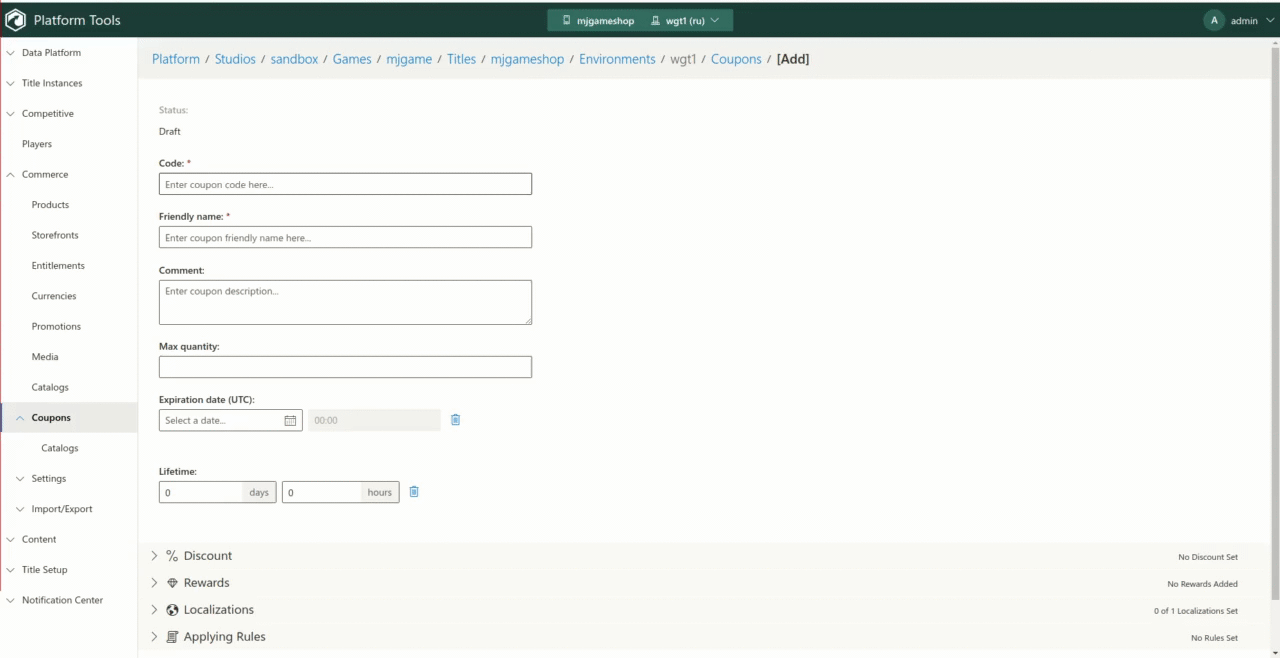 Platform Tools
mjgameshop wgt1 (ru)
A admin
Data Platform
Title Instances
Competitive
Players
Commerce
Products
Storefronts
Entitlements
Currencies
Promotions
Media
Catalogs
Coupons
Catalogs
Settings
Import/Export
Content
Title Setup
Notification Center
Platform / Studios / sandbox / Games / mjgame / Titles / mjgameshop / Environments / wgt1 / Coupons / [Add]
Status:
Draft
Code: *
Enter coupon code here...
Friendly name: *
Enter coupon friendly name here...
Comment:
Enter coupon description...
Max quantity:
Expiration date (UTC):
Select a date... 00:00
Lifetime:
0 days 0 hours
Discount No Discount Set
Rewards No Rewards Added
Localizations 0 of 1 Localizations Set
Applying Rules No Rules Set